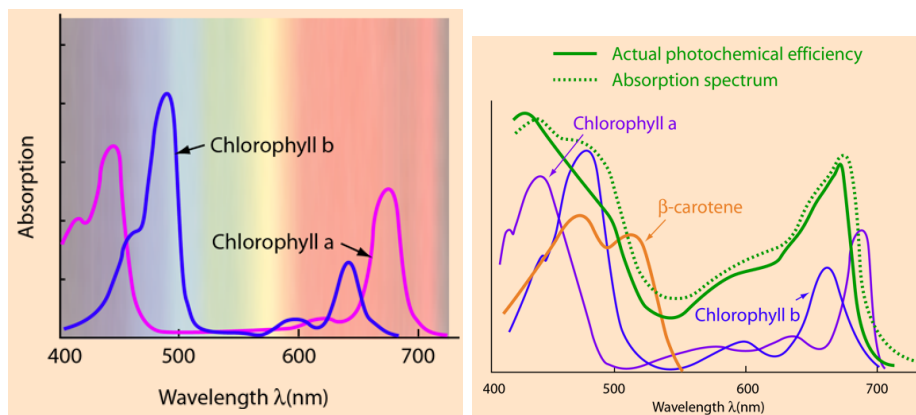 Absorption
Chlorophyll b
Chlorophyll a
400 500 600 700
Wavelength λ(nm)
Actual photochemical efficiency
Absorption spectrum
Chlorophyll a
β-carotene
Chlorophyll b
400 500 600 700
Wavelength λ(nm)